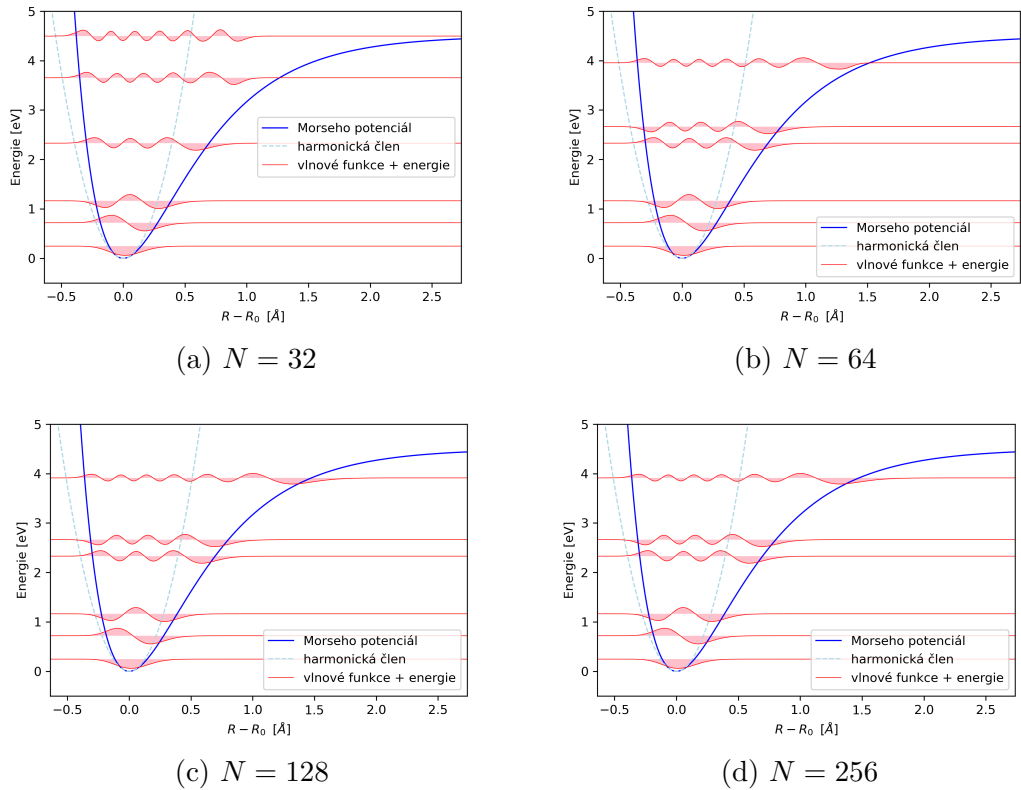 5
4
3
2
1
0
Energie [eV]
Morseho potenciál
harmonická člen
vlnové funkce + energie
−0.5 0.0 0.5 1.0 1.5 2.0 2.5
R − R₀ [Å]
(a) N = 32
5
4
3
2
1
0
Energie [eV]
Morseho potenciál
harmonická člen
vlnové funkce + energie
−0.5 0.0 0.5 1.0 1.5 2.0 2.5
R − R₀ [Å]
(b) N = 64
5
4
3
2
1
0
Energie [eV]
Morseho potenciál
harmonická člen
vlnové funkce + energie
−0.5 0.0 0.5 1.0 1.5 2.0 2.5
R − R₀ [Å]
(c) N = 128
5
4
3
2
1
0
Energie [eV]
Morseho potenciál
harmonická člen
vlnové funkce + energie
−0.5 0.0 0.5 1.0 1.5 2.0 2.5
R − R₀ [Å]
(d) N = 256